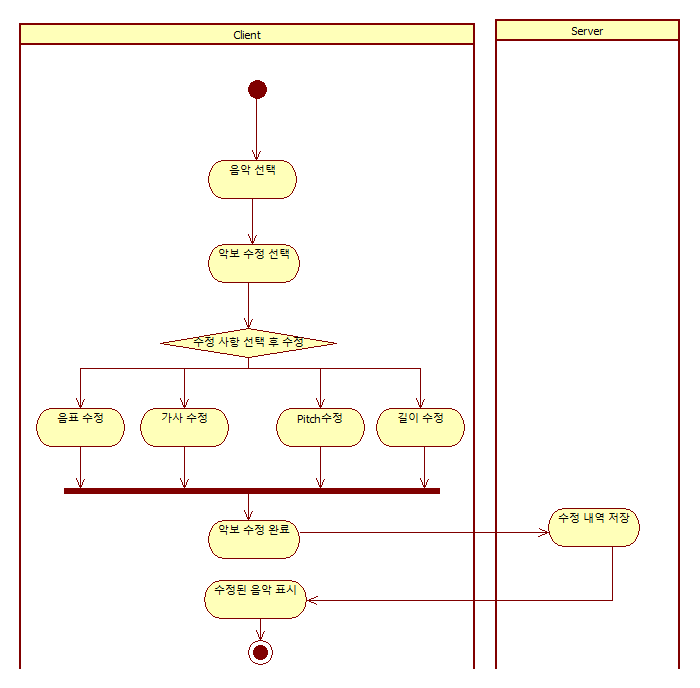 Client
Server
음악 선택
악보 수정 선택
수정 사항 선택 후 수정
음표 수정
가사 수정
Pitch수정
길이 수정
악보 수정 완료
수정 내역 저장
수정된 음악 표시